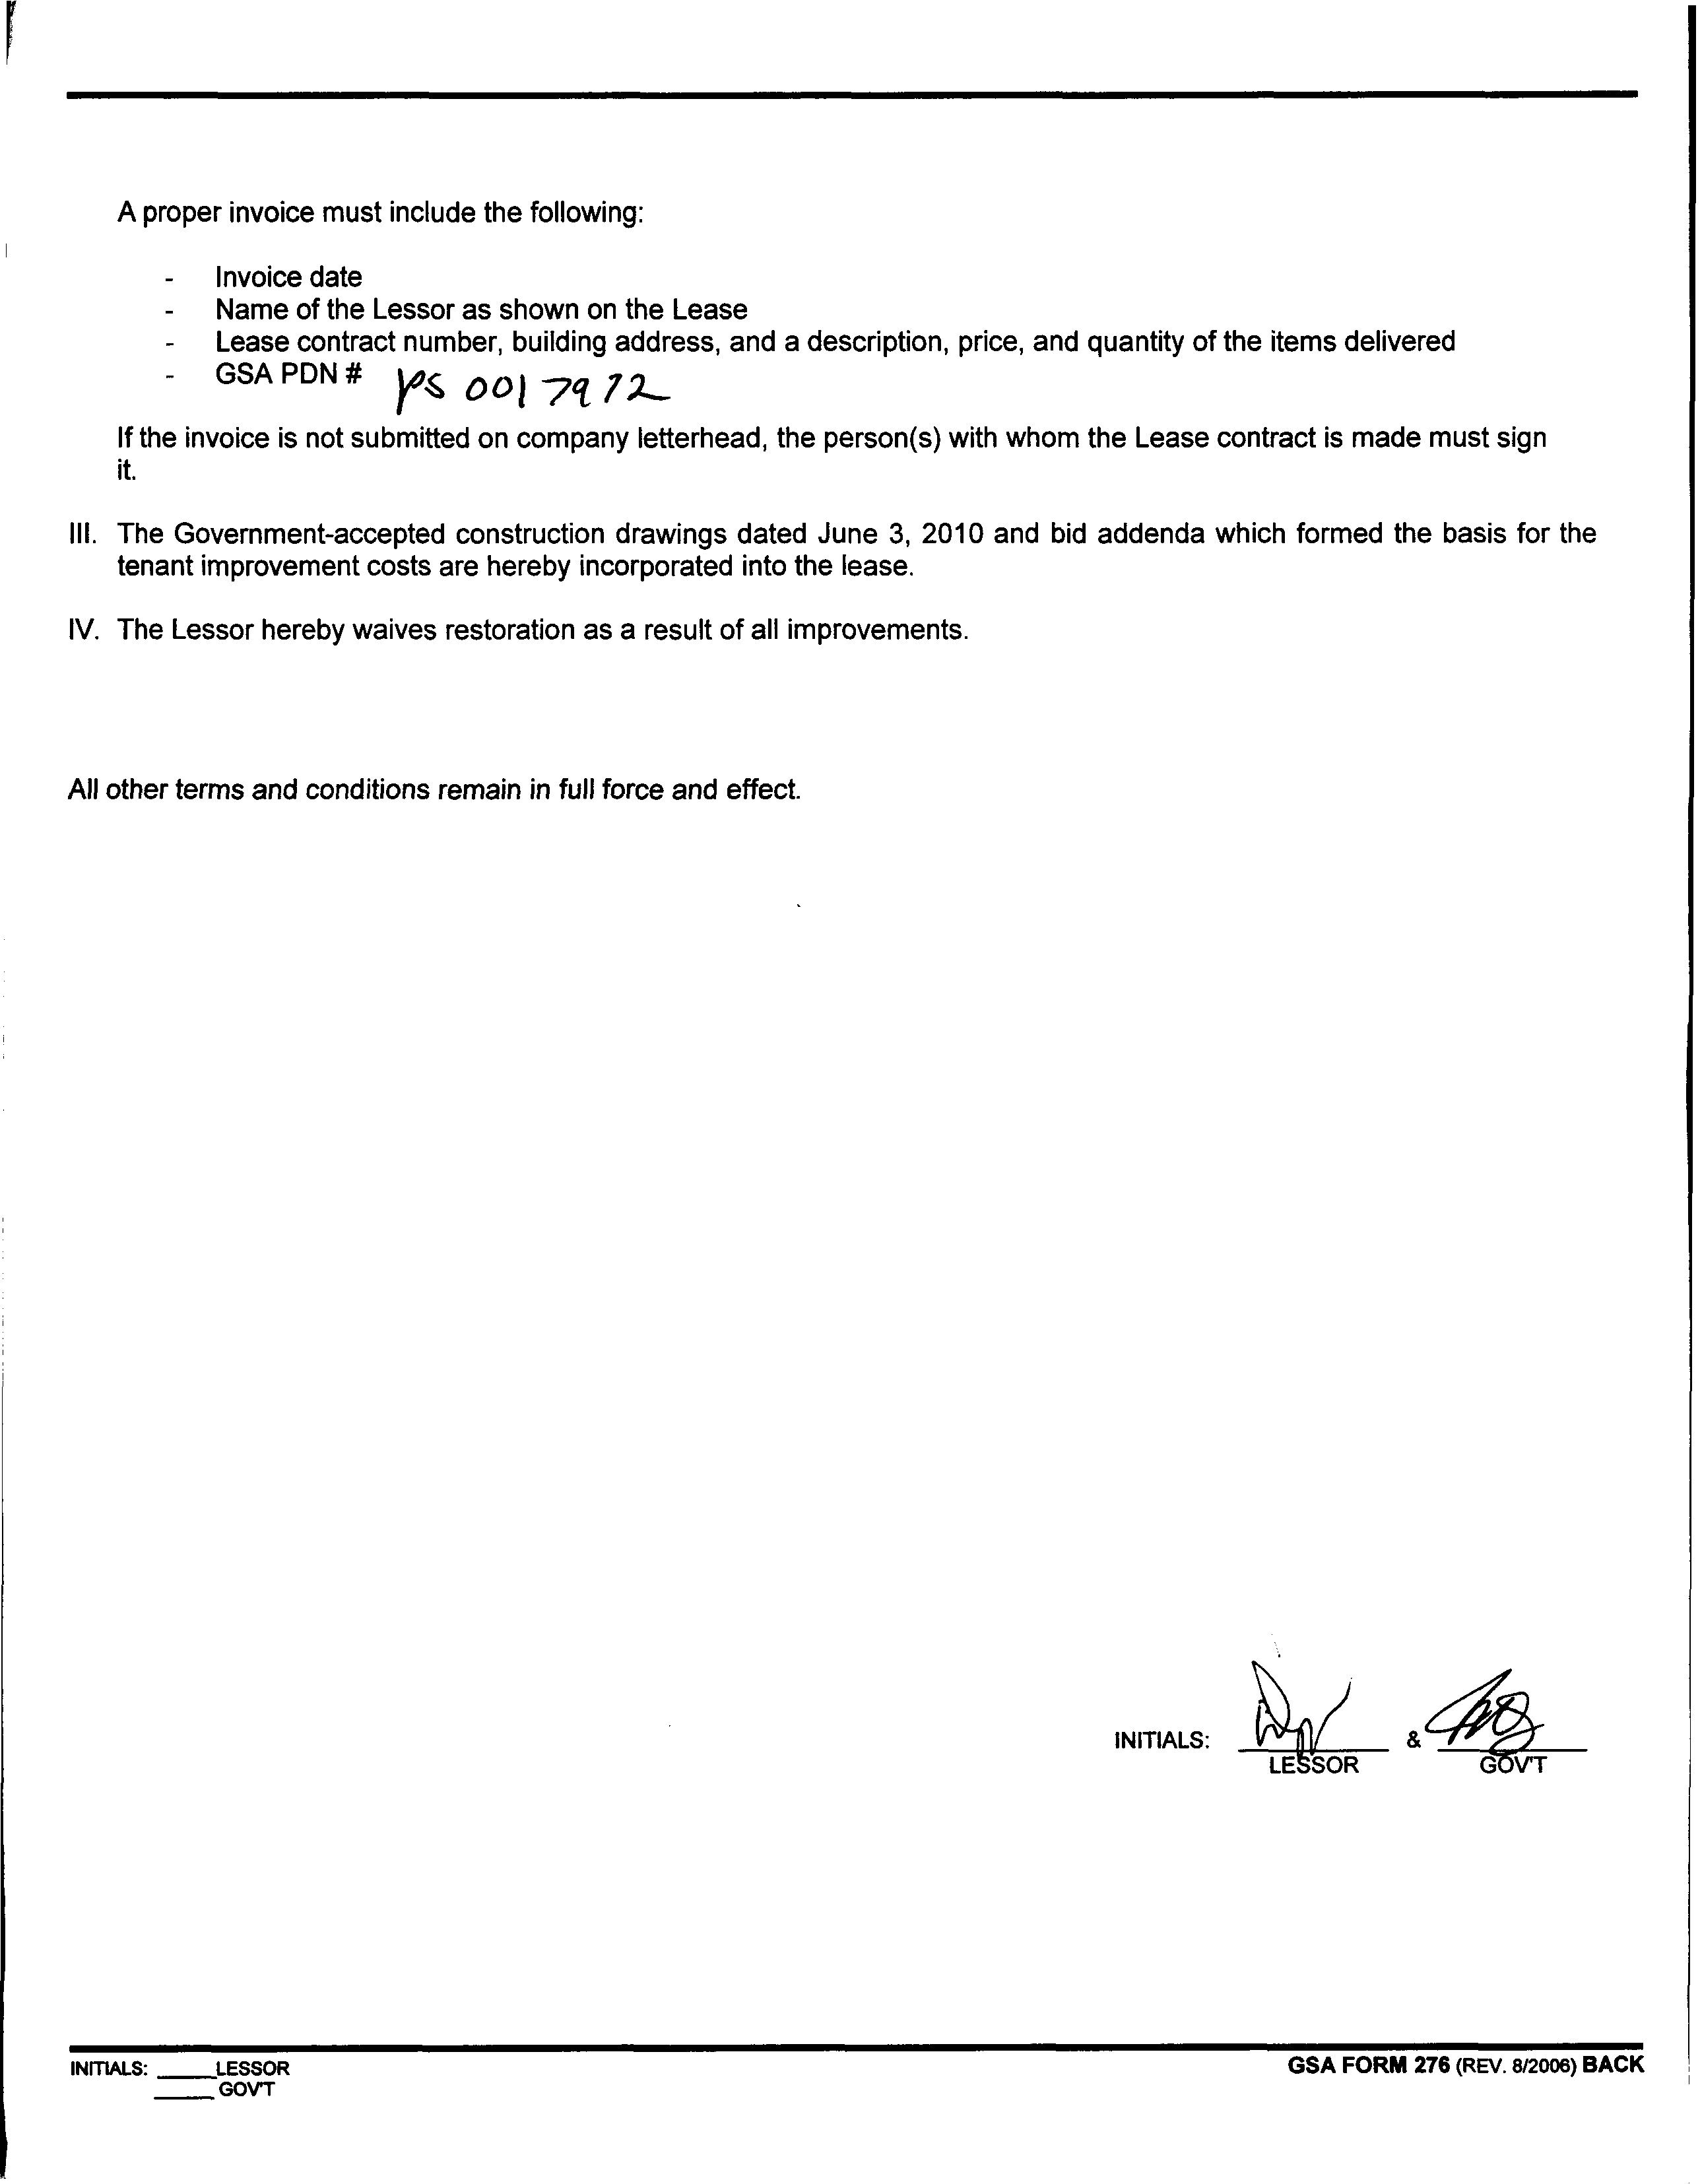 A proper invoice must include the following:
- Invoice date
- Name of the Lessor as shown on the Lease
- Lease contract number, building address, and a description, price, and quantity of the items delivered
- GSA PDN # PS 0017972
If the invoice is not submitted on company letterhead, the person(s) with whom the Lease contract is made must sign
it.
III. The Government-accepted construction drawings dated June 3, 2010 and bid addenda which formed the basis for the
tenant improvement costs are hereby incorporated into the lease.
IV. The Lessor hereby waives restoration as a result of all improvements.
All other terms and conditions remain in full force and effect.
INITIALS: &
LESSOR GOV'T
INITIALS: LESSOR GSA FORM 276 (REV. 8/2006) BACK
GOV'T